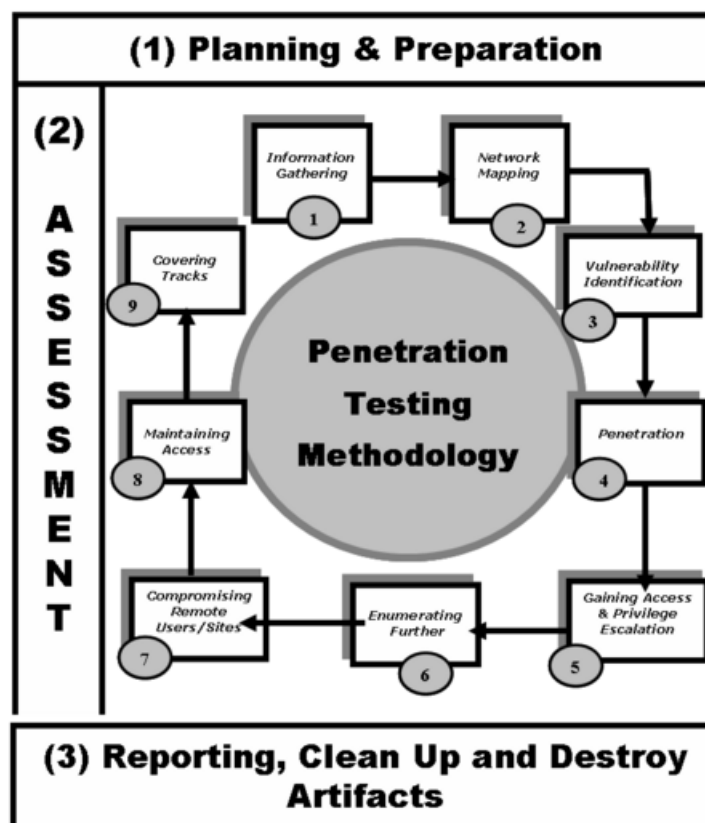 (1) Planning & Preparation
(2)
A
S
S
E
S
S
M
E
N
T
Information
Gathering
1
Network
Mapping
2
Vulnerability
Identification
3
Penetration
4
Gaining Access
& Privilege
Escalation
5
Enumerating
Further
6
Compromising
Remote
Users/Sites
7
Maintaining
Access
8
Covering
Tracks
9
Penetration
Testing
Methodology
(3) Reporting, Clean Up and Destroy
Artifacts